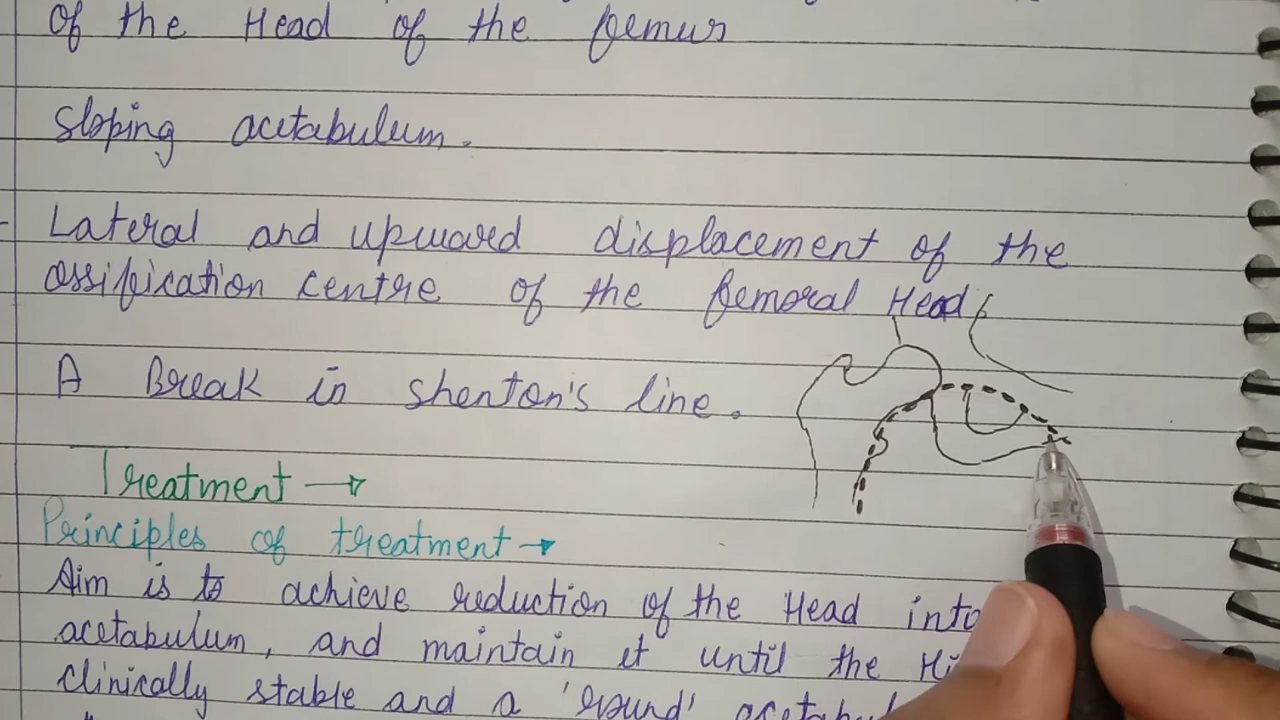 of the Head of the femur
sloping acetabulum.
Lateral and upward displacement of the
ossification centre of the femoral Head
A Break in shenton's line.
Treatment →
Principles of treatment →
Aim is to achieve reduction of the Head into
acetabulum, and maintain it until the
clinically stable and a 'round'